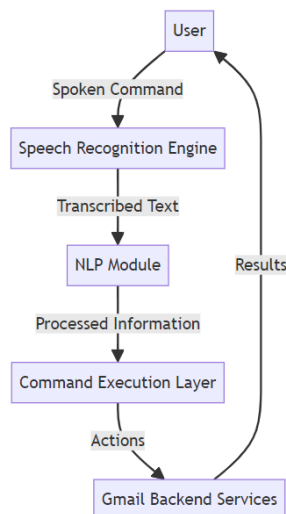 User
Spoken Command
Speech Recognition Engine
Transcribed Text
NLP Module
Results
Processed Information
Command Execution Layer
Actions
Gmail Backend Services